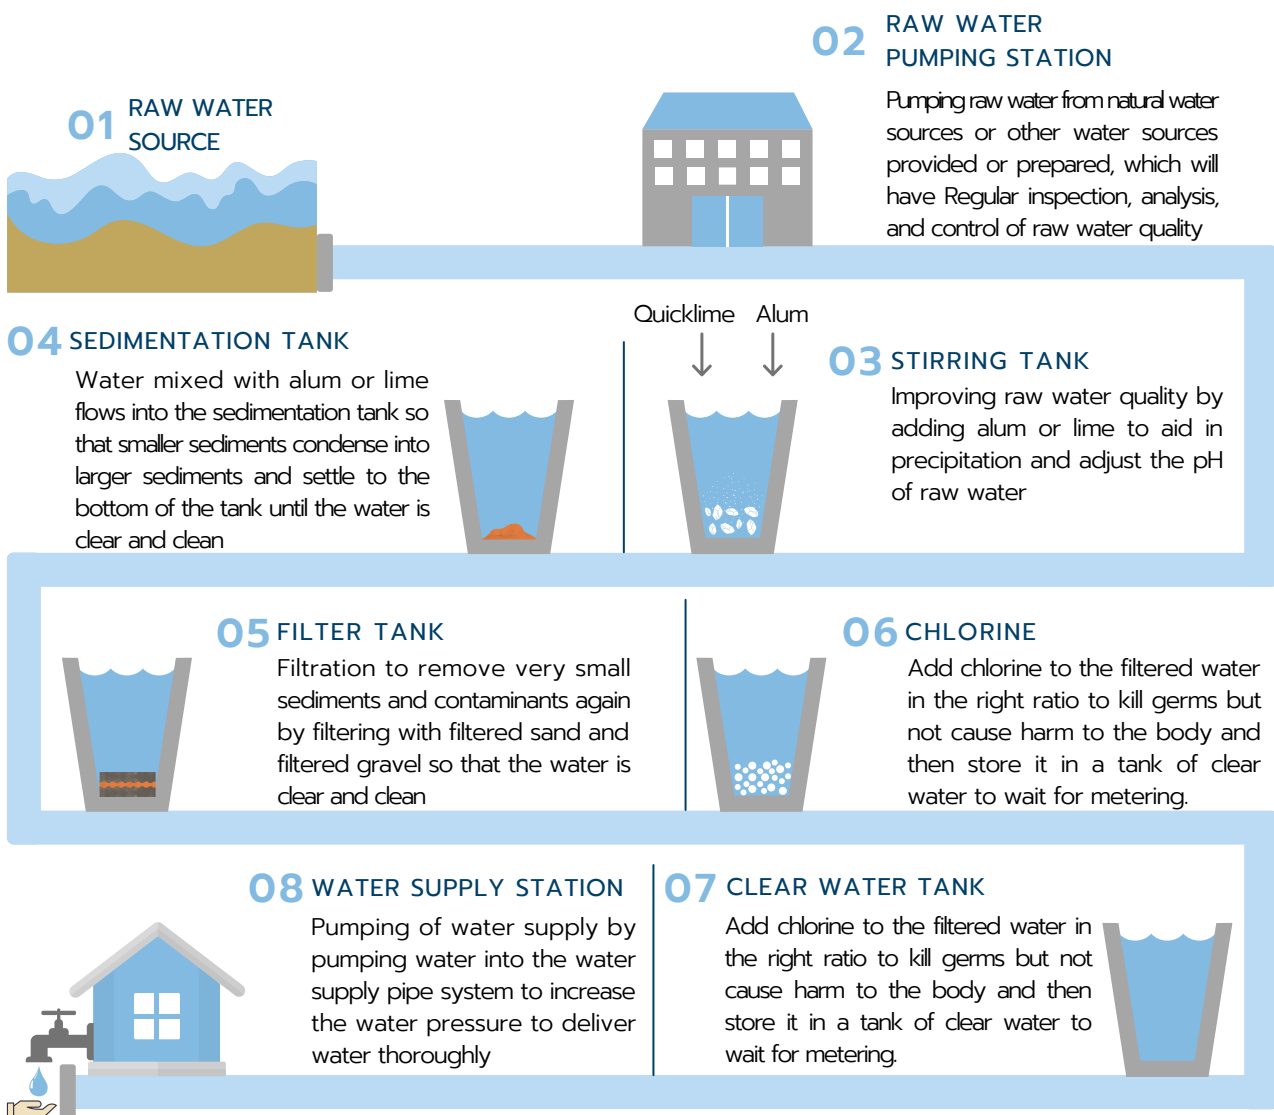 01
RAW WATER
SOURCE
02
RAW WATER
PUMPING STATION
Pumping raw water from natural water
sources or other water sources
provided or prepared, which will
have Regular inspection, analysis,
and control of raw water quality
Quicklime
Alum
03
STIRRING TANK
Improving raw water quality by
adding alum or lime to aid in
precipitation and adjust the pH
of raw water
04
SEDIMENTATION TANK
Water mixed with alum or lime
flows into the sedimentation tank so
that smaller sediments condense into
larger sediments and settle to the
bottom of the tank until the water is
clear and clean
05
FILTER TANK
Filtration to remove very small
sediments and contaminants again
by filtering with filtered sand and
filtered gravel so that the water is
clear and clean
06
CHLORINE
Add chlorine to the filtered water
in the right ratio to kill germs but
not cause harm to the body and
then store it in a tank of clear
water to wait for metering.
07
CLEAR WATER TANK
Add chlorine to the filtered water in
the right ratio to kill germs but not
cause harm to the body and then
store it in a tank of clear water to
wait for metering.
08
WATER SUPPLY STATION
Pumping of water supply by
pumping water into the water
supply pipe system to increase
the water pressure to deliver
water thoroughly